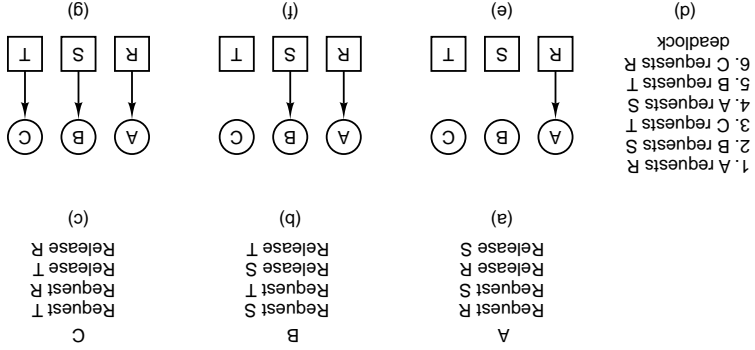 A
Request R
Request S
Release R
Release S
(a)
B
Request S
Request T
Release S
Release T
(b)
C
Request T
Request R
Release T
Release R
(c)
1. A requests R
2. B requests S
3. C requests T
4. A requests S
5. B requests T
6. C requests R
deadlock
(d)
A B C
R S T
(e)
A B C
R S T
(f)
A B C
R S T
(g)